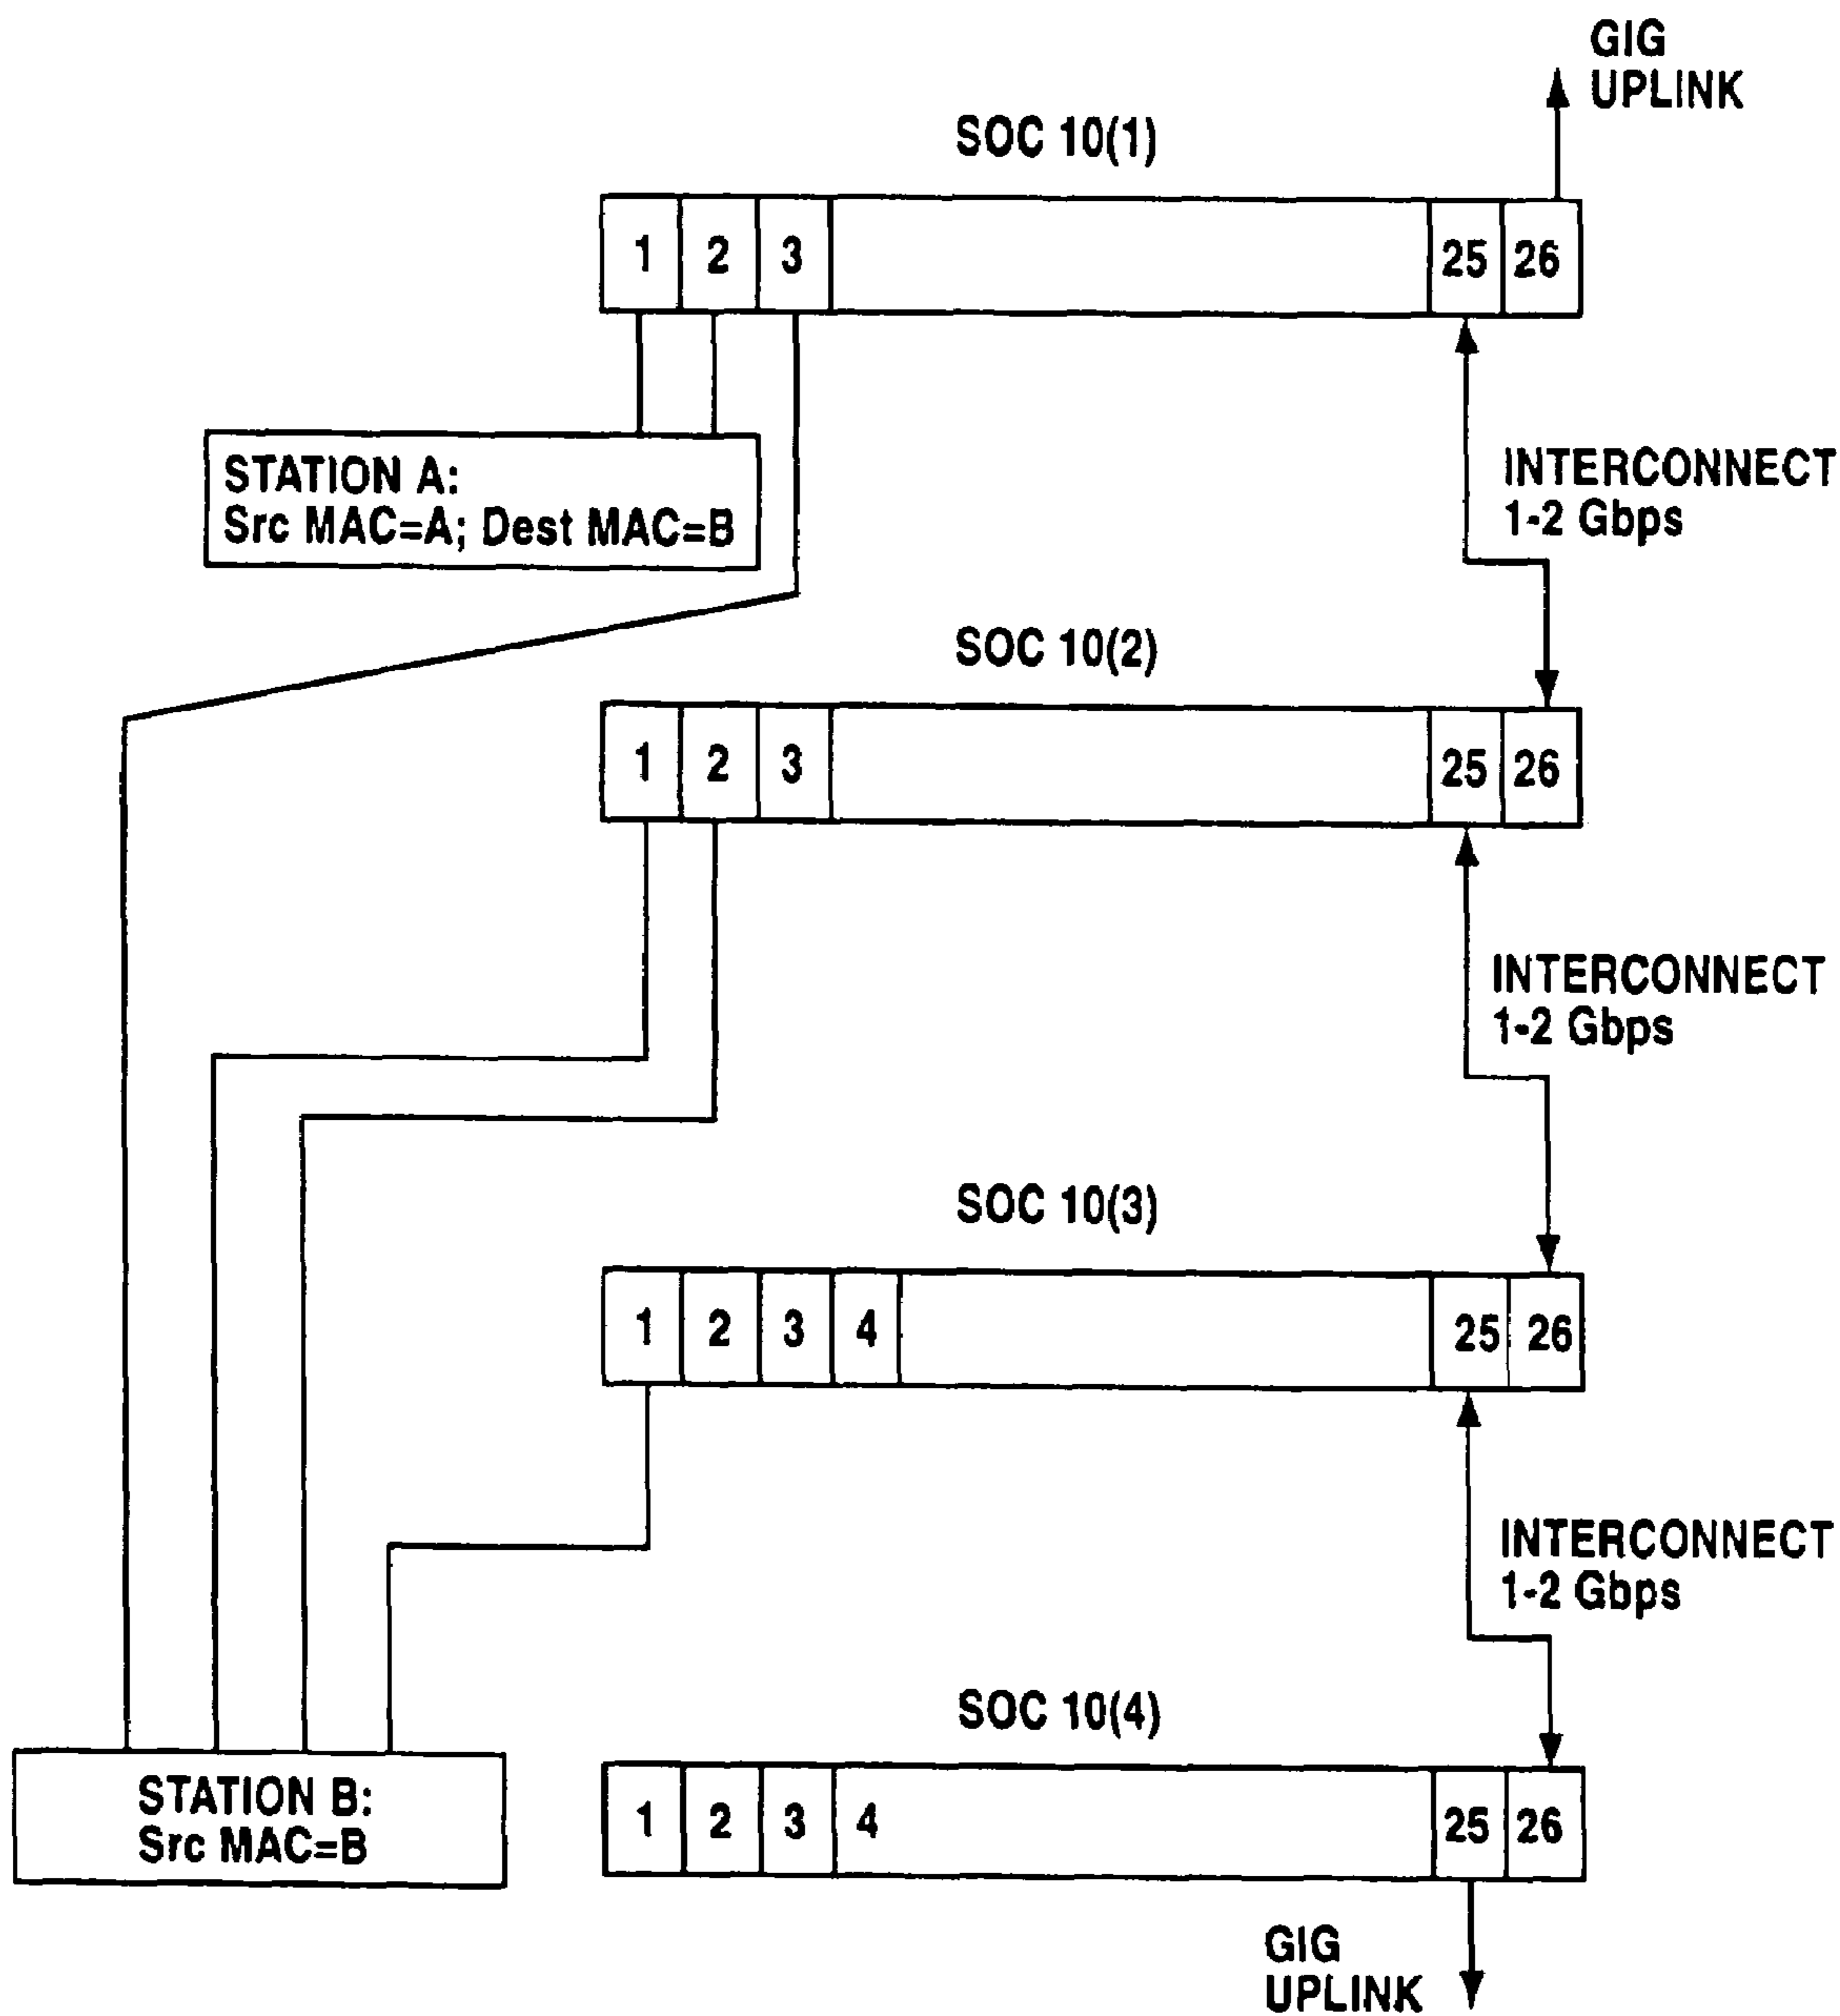 GIG
UPLINK
SOC 10(1)
1 2 3 25 26
STATION A:
Src MAC=A; Dest MAC=B
INTERCONNECT
1-2 Gbps
SOC 10(2)
1 2 3 25 26
INTERCONNECT
1-2 Gbps
SOC 10(3)
1 2 3 4 25 26
INTERCONNECT
1-2 Gbps
SOC 10(4)
STATION B:
Src MAC=B
1 2 3 4 25 26
GIG
UPLINK